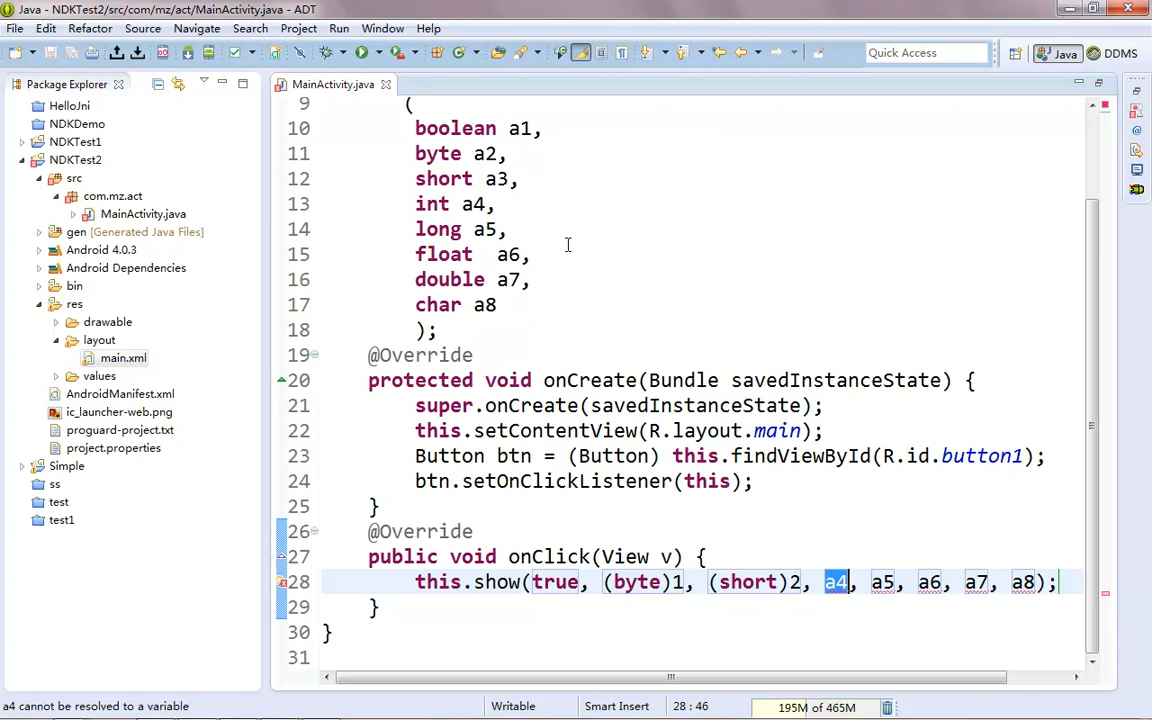 Java - NDKTest2/src/com/mz/act/MainActivity.java - ADT
File Edit Refactor Source Navigate Search Project Run Window Help
Quick Access
Java
DDMS
Package Explorer
HelloJni
NDKDemo
NDKTest1
NDKTest2
src
com.mz.act
MainActivity.java
gen [Generated Java Files]
Android 4.0.3
Android Dependencies
bin
res
drawable
layout
main.xml
values
AndroidManifest.xml
ic_launcher-web.png
proguard-project.txt
project.properties
Simple
ss
test
test1
MainActivity.java
9 (
10 boolean a1,
11 byte a2,
12 short a3,
13 int a4,
14 long a5,
15 float  a6,
16 double a7,
17 char a8
18 );
19 @Override
20 protected void onCreate(Bundle savedInstanceState) {
21 super.onCreate(savedInstanceState);
22 this.setContentView(R.layout.main);
23 Button btn = (Button) this.findViewById(R.id.button1);
24 btn.setOnClickListener(this);
25 }
26 @Override
27 public void onClick(View v) {
28 this.show(true, (byte)1, (short)2, a4, a5, a6, a7, a8);
29 }
30 }
31
a4 cannot be resolved to a variable
Writable
Smart Insert
28 : 46
195M of 465M